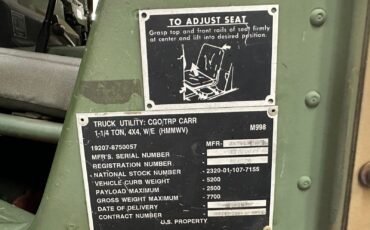 TO ADJUST SEAT
Grasp top and front rails of seat firmly
at center and lift into desired position.
TRUCK UTILITY: CGO/TRP CARR
1-1/4 TON, 4X4, W/E (HMMWV) M998
19207-8750057 MFR-
MFR'S. SERIAL NUMBER
REGISTRATION NUMBER
NATIONAL STOCK NUMBER 2320-01-107-7155
VEHICLE CURB WEIGHT 5200
PAYLOAD MAXIMUM 2500
GROSS WEIGHT MAXIMUM 7700
DATE OF DELIVERY
CONTRACT NUMBER
U.S. PROPERTY